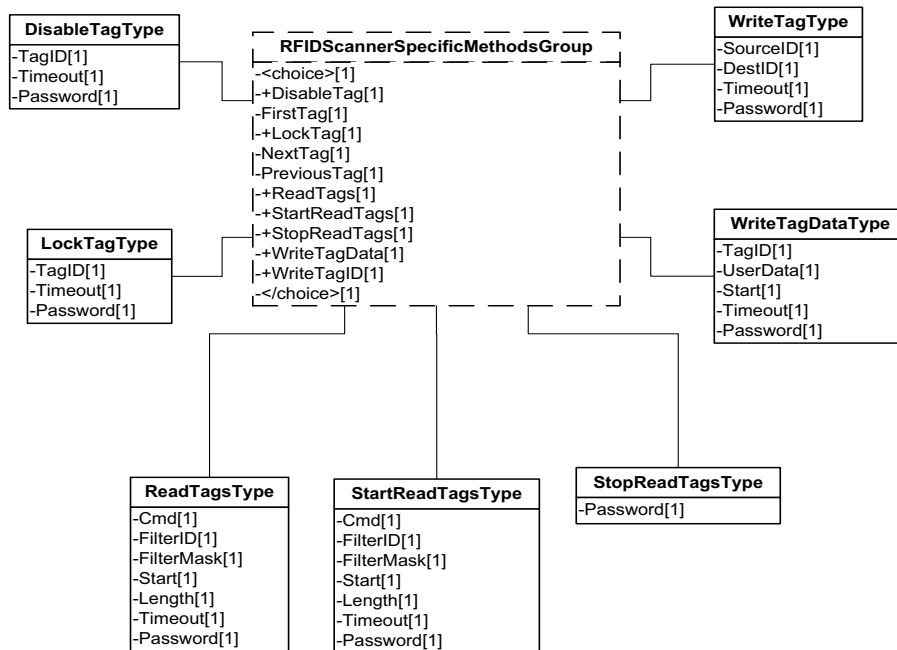 DisableTagType
-TagID[1]
-Timeout[1]
-Password[1]
RFIDScannerSpecificMethodsGroup
-<choice>[1]
-+DisableTag[1]
-FirstTag[1]
-+LockTag[1]
-NextTag[1]
-PreviousTag[1]
-+ReadTags[1]
-+StartReadTags[1]
-+StopReadTags[1]
-+WriteTagData[1]
-+WriteTagID[1]
-</choice>[1]
WriteTagType
-SourceID[1]
-DestID[1]
-Timeout[1]
-Password[1]
LockTagType
-TagID[1]
-Timeout[1]
-Password[1]
WriteTagDataType
-TagID[1]
-UserData[1]
-Start[1]
-Timeout[1]
-Password[1]
ReadTagsType
-Cmd[1]
-FilterID[1]
-FilterMask[1]
-Start[1]
-Length[1]
-Timeout[1]
-Password[1]
StartReadTagsType
-Cmd[1]
-FilterID[1]
-FilterMask[1]
-Start[1]
-Length[1]
-Timeout[1]
-Password[1]
StopReadTagsType
-Password[1]